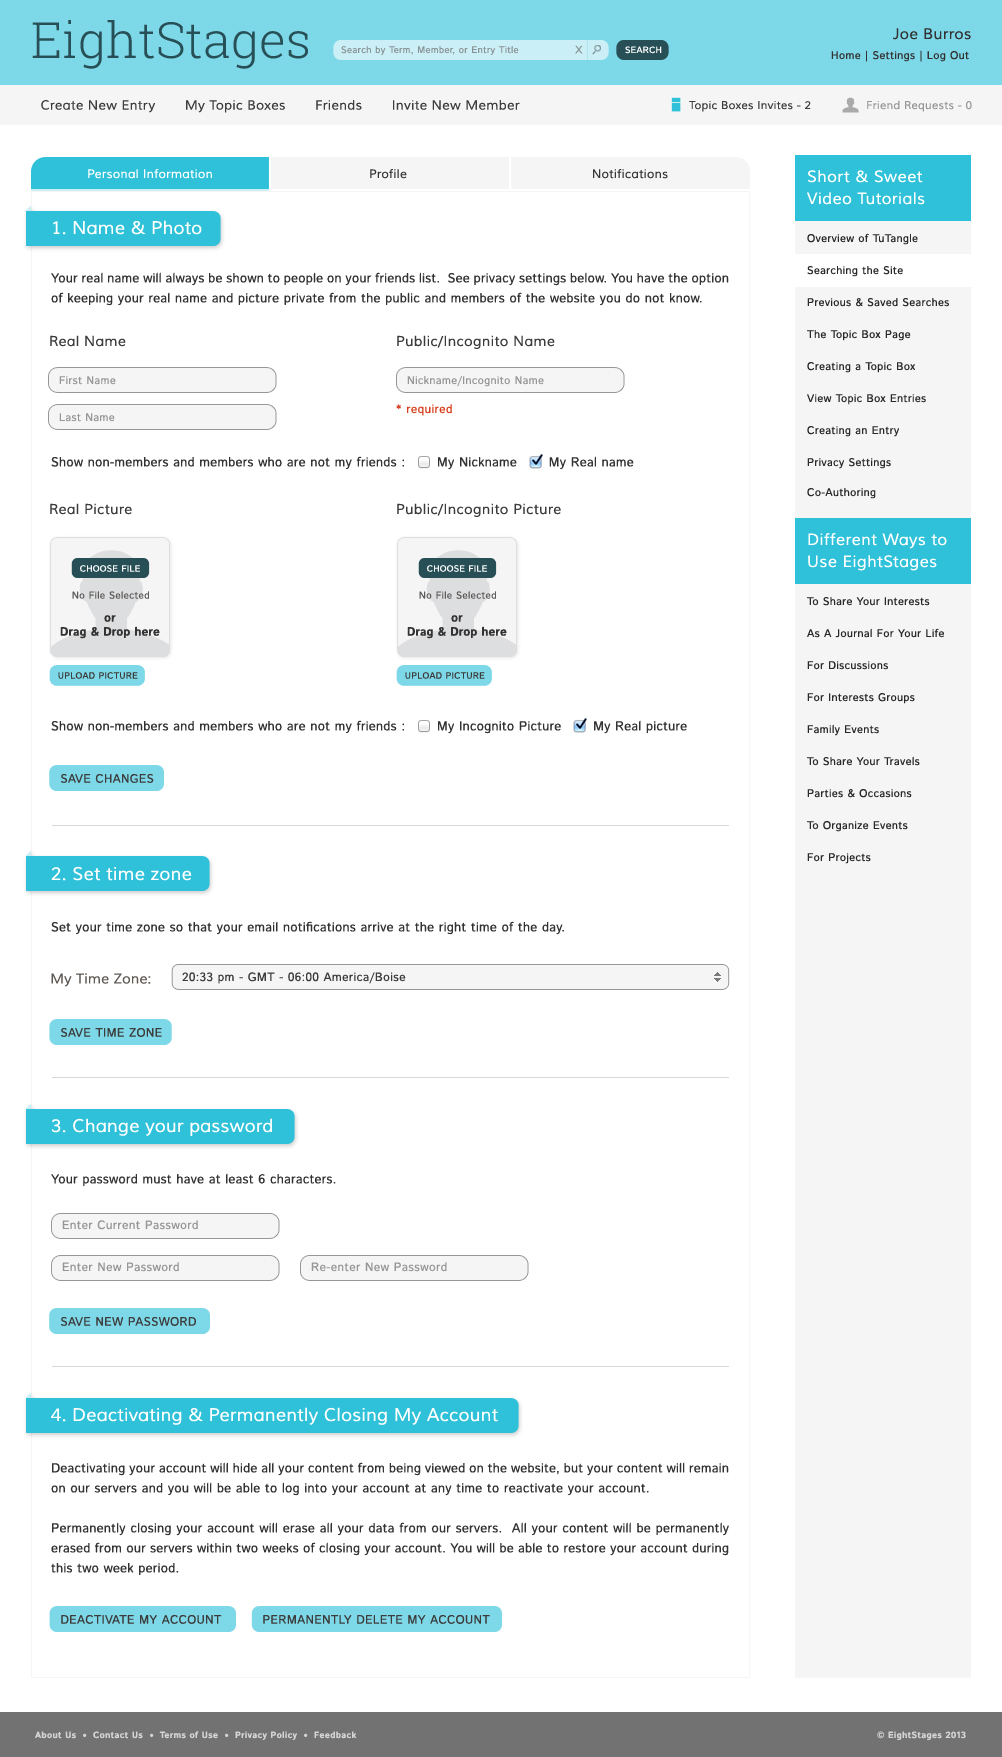 EightStages
Search by Term, Member, or Entry Title X
SEARCH
Joe Burros
Home | Settings | Log Out
Create New Entry My Topic Boxes Friends Invite New Member
Topic Boxes Invites - 2 Friend Requests - 0
Personal Information Profile Notifications
1. Name & Photo
Your real name will always be shown to people on your friends list. See privacy settings below. You have the option
of keeping your real name and picture private from the public and members of the website you do not know.
Real Name Public/Incognito Name
First Name Nickname/Incognito Name
Last Name * required
Show non-members and members who are not my friends : My Nickname My Real name
Real Picture Public/Incognito Picture
CHOOSE FILE CHOOSE FILE
No File Selected No File Selected
or or
Drag & Drop here Drag & Drop here
UPLOAD PICTURE UPLOAD PICTURE
Show non-members and members who are not my friends : My Incognito Picture My Real picture
SAVE CHANGES
2. Set time zone
Set your time zone so that your email notifications arrive at the right time of the day.
My Time Zone: 20:33 pm - GMT - 06:00 America/Boise
SAVE TIME ZONE
3. Change your password
Your password must have at least 6 characters.
Enter Current Password
Enter New Password Re-enter New Password
SAVE NEW PASSWORD
4. Deactivating & Permanently Closing My Account
Deactivating your account will hide all your content from being viewed on the website, but your content will remain
on our servers and you will be able to log into your account at any time to reactivate your account.
Permanently closing your account will erase all your data from our servers. All your content will be permanently
erased from our servers within two weeks of closing your account. You will be able to restore your account during
this two week period.
DEACTIVATE MY ACCOUNT PERMANENTLY DELETE MY ACCOUNT
Short & Sweet
Video Tutorials
Overview of TuTangle
Searching the Site
Previous & Saved Searches
The Topic Box Page
Creating a Topic Box
View Topic Box Entries
Creating an Entry
Privacy Settings
Co-Authoring
Different Ways to
Use EightStages
To Share Your Interests
As A Journal For Your Life
For Discussions
For Interests Groups
Family Events
To Share Your Travels
Parties & Occasions
To Organize Events
For Projects
About Us • Contact Us • Terms of Use • Privacy Policy • Feedback
© EightStages 2013